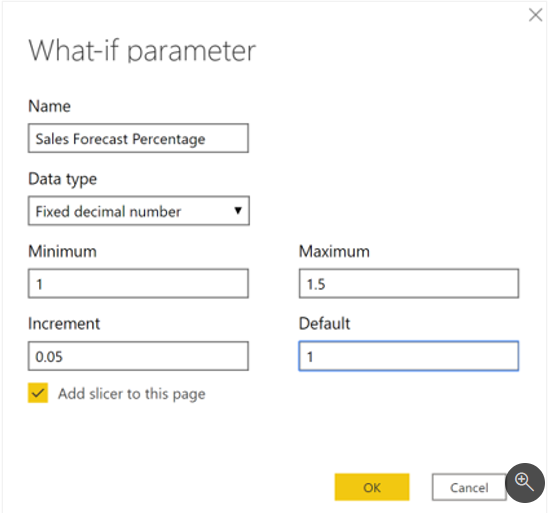 What-if parameter
Name
Sales Forecast Percentage
Data type
Fixed decimal number
Minimum
Maximum
1
1.5
Increment
Default
0.05
1
Add slicer to this page
OK
Cancel